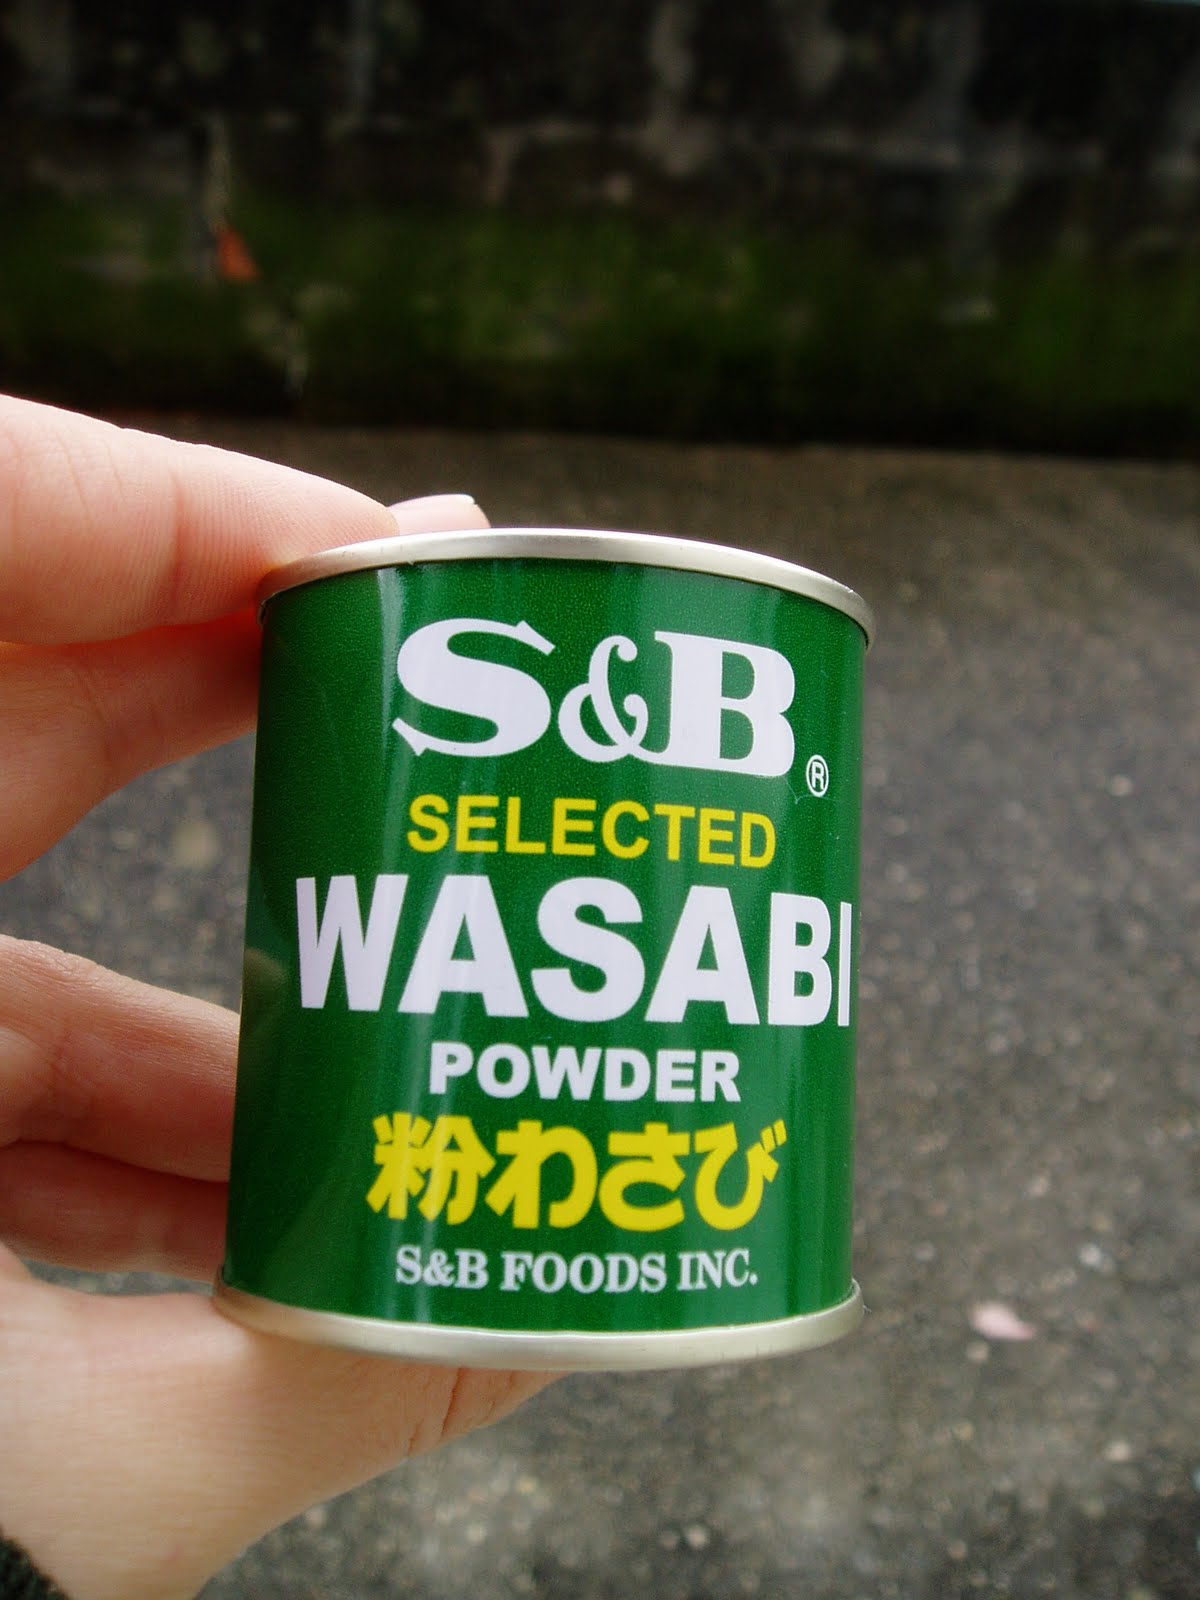 S&B®
SELECTED
WASABI
POWDER
粉わさび
S&B FOODS INC.